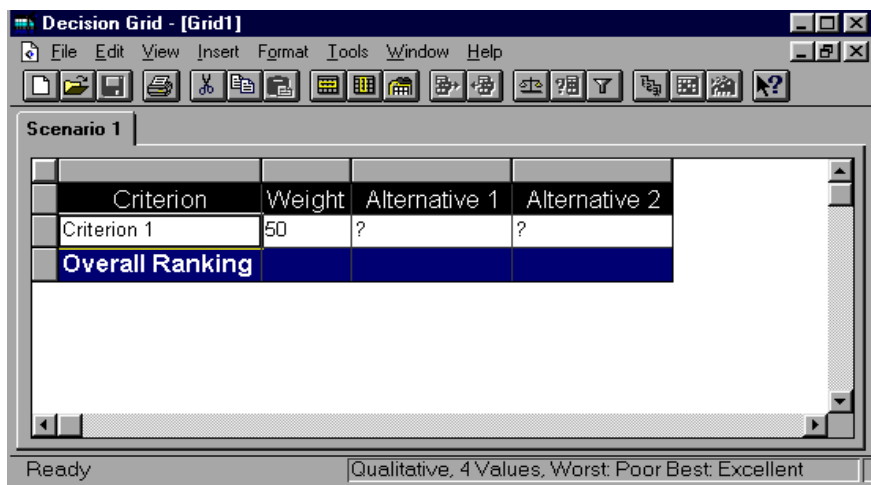 Decision Grid - [Grid1]
File Edit View Insert Format Tools Window Help
Scenario 1
Criterion Weight Alternative 1 Alternative 2
Criterion 1 50 ? ?
Overall Ranking
Ready Qualitative, 4 Values, Worst: Poor Best: Excellent